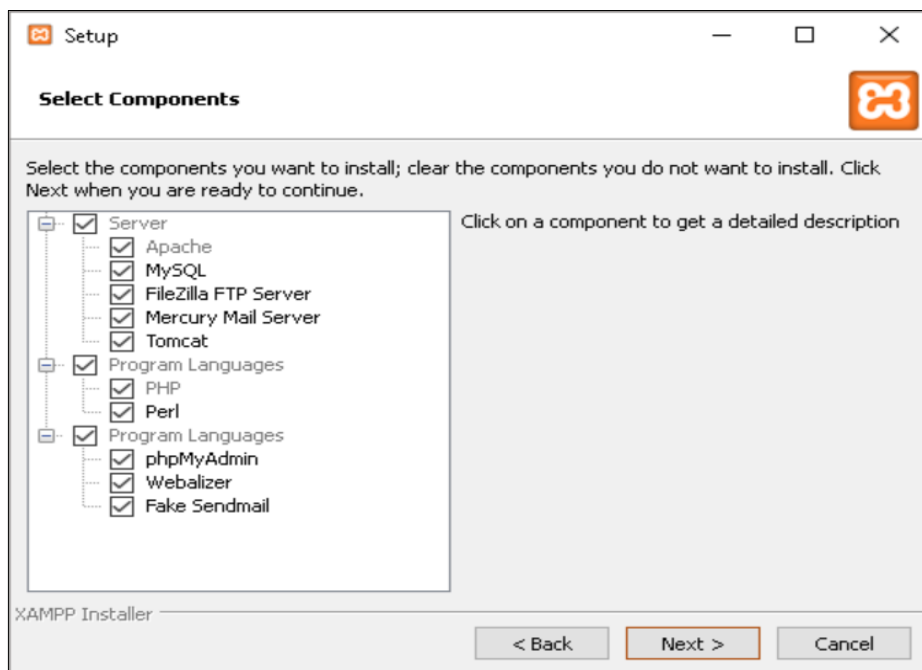 Setup
Select Components
Select the components you want to install; clear the components you do not want to install. Click
Next when you are ready to continue.
Server
Apache
MySQL
FileZilla FTP Server
Mercury Mail Server
Tomcat
Program Languages
PHP
Perl
Program Languages
phpMyAdmin
Webalizer
Fake Sendmail
Click on a component to get a detailed description
XAMPP Installer
< Back
Next >
Cancel